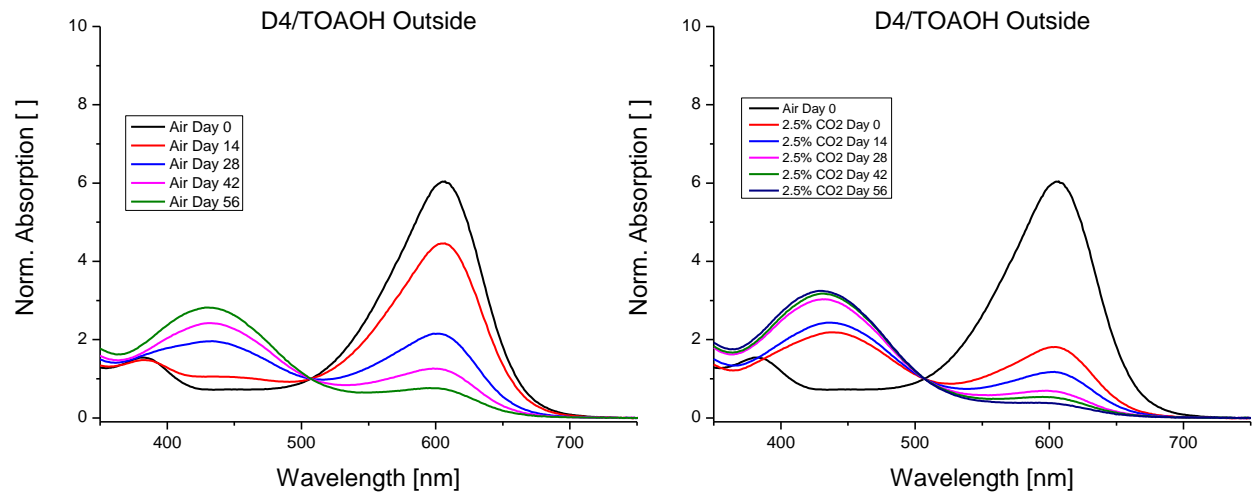 D4/TOAOH Outside
10
8
6
4
2
0
Norm. Absorption [ ]
Air Day 0
Air Day 14
Air Day 28
Air Day 42
Air Day 56
400 500 600 700
Wavelength [nm]
D4/TOAOH Outside
10
8
6
4
2
0
Norm. Absorption [ ]
Air Day 0
2.5% CO2 Day 0
2.5% CO2 Day 14
2.5% CO2 Day 28
2.5% CO2 Day 42
2.5% CO2 Day 56
400 500 600 700
Wavelength [nm]